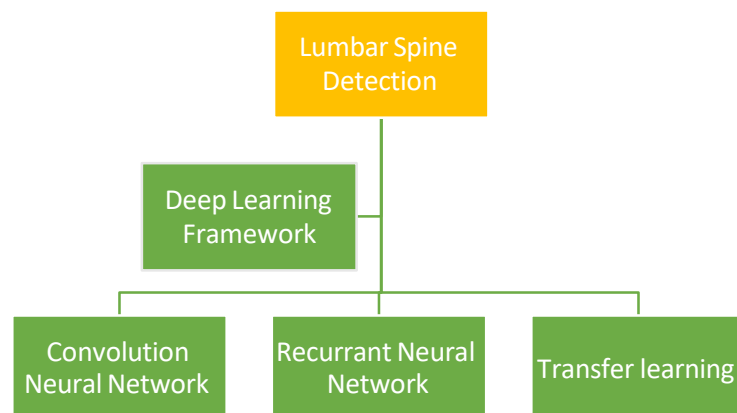 Lumbar Spine
Detection
Deep Learning
Framework
Convolution
Neural Network
Recurrant Neural
Network
Transfer learning